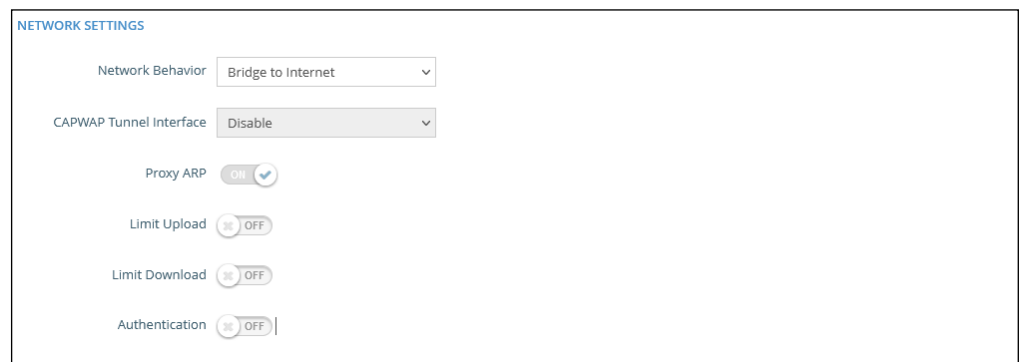 NETWORK SETTINGS
Network Behavior Bridge to Internet
CAPWAP Tunnel Interface Disable
Proxy ARP ON
Limit Upload OFF
Limit Download OFF
Authentication OFF